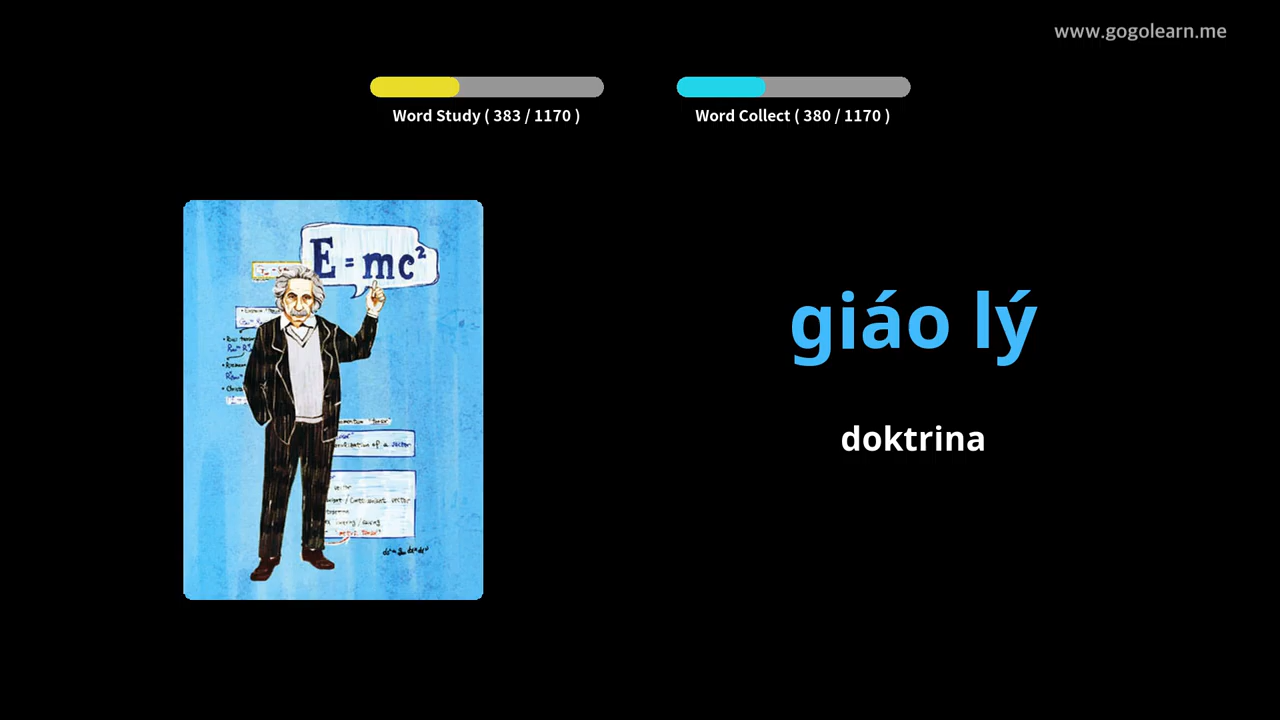 www.gogolearn.me
Word Study ( 383 / 1170 )
Word Collect ( 380 / 1170 )
E = mc²
giáo lý
doktrina